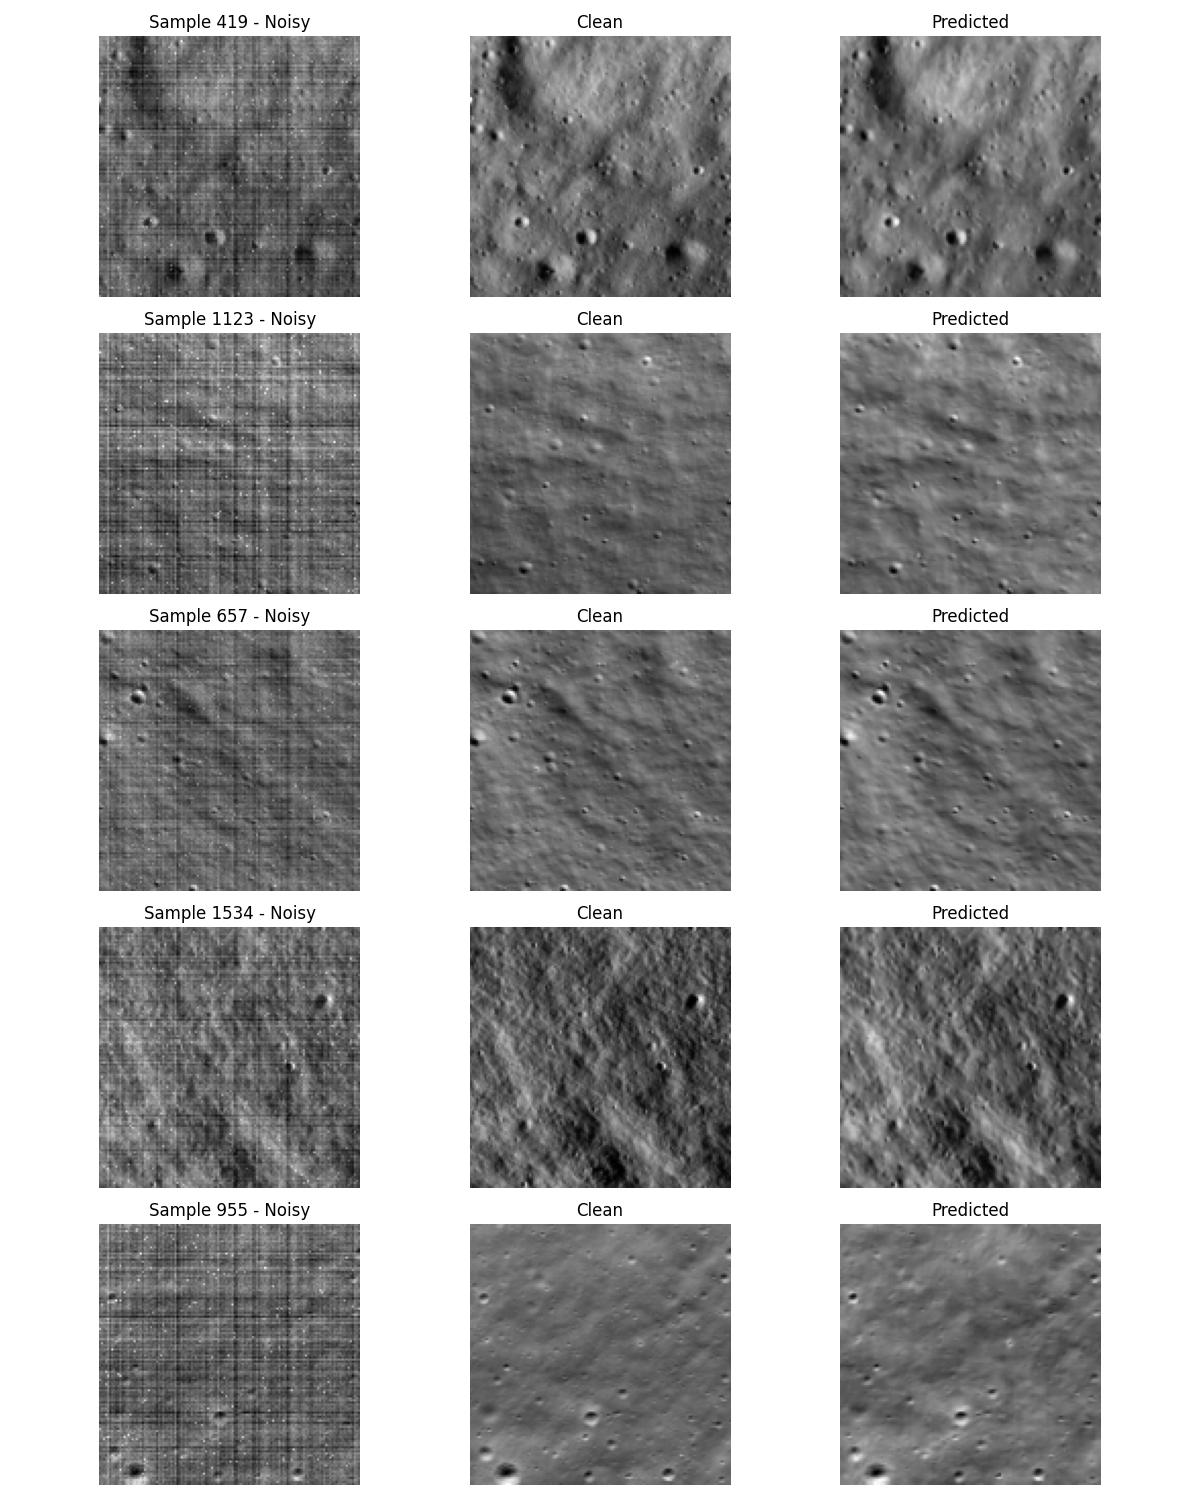 Sample 419 - Noisy Clean Predicted
Sample 1123 - Noisy Clean Predicted
Sample 657 - Noisy Clean Predicted
Sample 1534 - Noisy Clean Predicted
Sample 955 - Noisy Clean Predicted